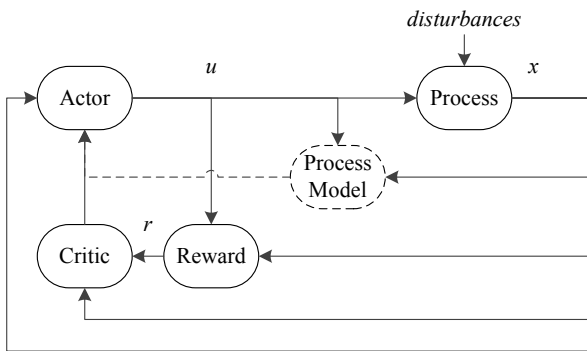 disturbances
u
x
Actor
Process
Process
Model
r
Critic
Reward